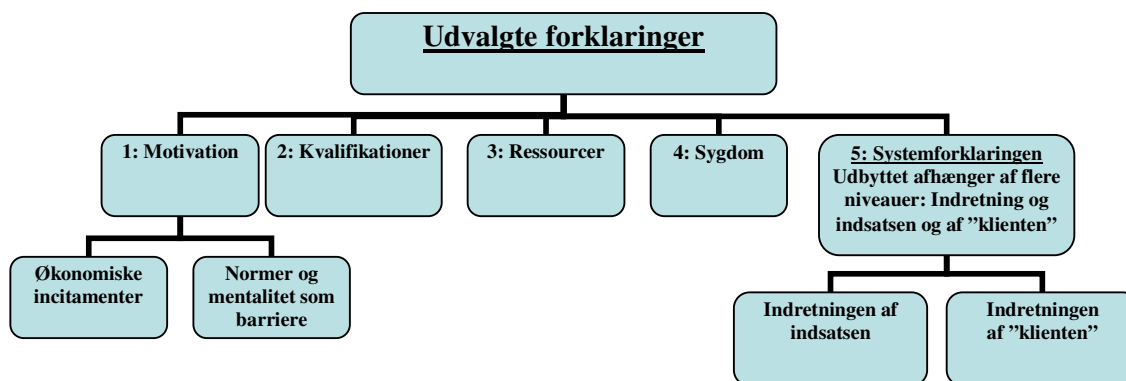 Udvalgte forklaringer
1: Motivation
2: Kvalifikationer
3: Ressourcer
4: Sygdom
5: Systemforklaringen
Udbyttet afhænger af flere
niveauer: Indretning og
indsatsen og af ”klienten”
Økonomiske
incitamenter
Normer og
mentalitet som
barriere
Indretningen af
indsatsen
Indretningen
af ”klienten”